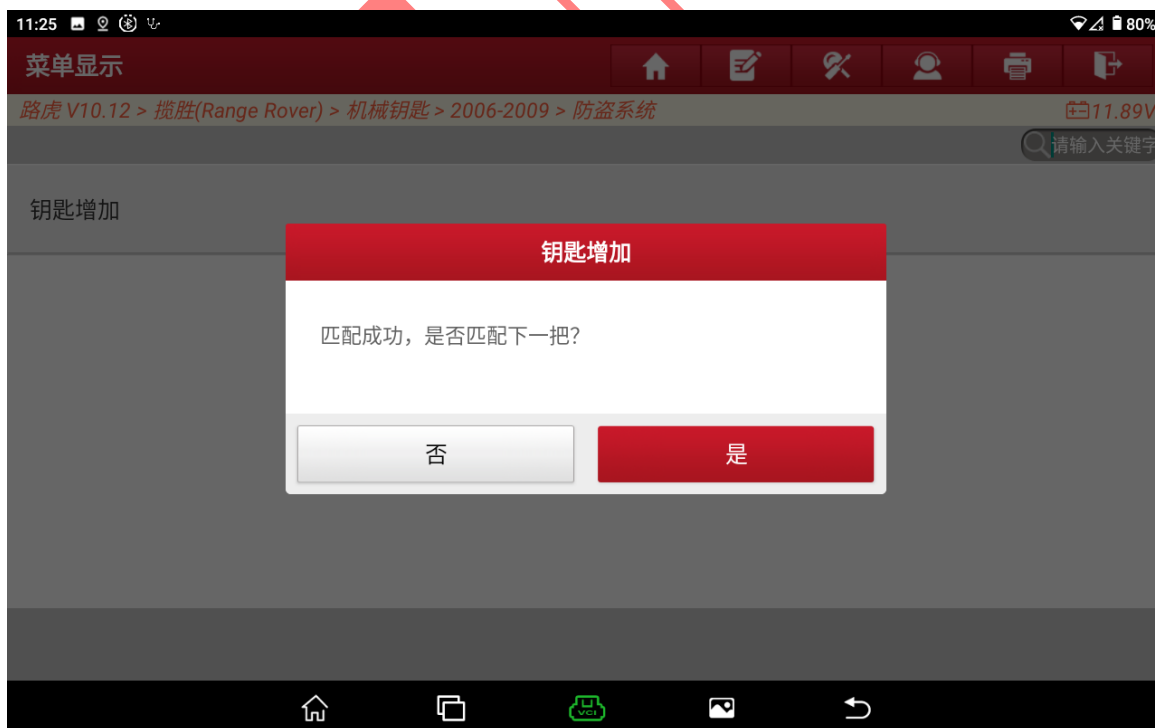 11:25
80%
菜单显示
路虎 V10.12 > 揽胜(Range Rover) > 机械钥匙 > 2006-2009 > 防盗系统
11.89V
请输入关键字
钥匙增加
钥匙增加
匹配成功，是否匹配下一把？
否
是
VCI